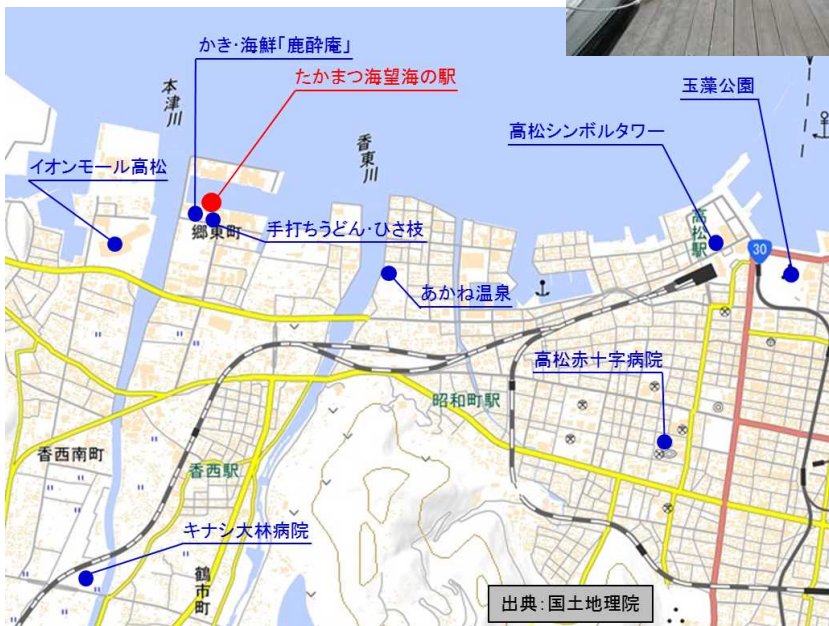 かき・海鮮「鹿酔庵」
たかまつ海望海の駅
玉藻公園
本津川
高松シンボルタワー
香東川
イオンモール高松
手打ちうどん・ひさ枝
郷東町
高松駅
30
あかね温泉
高松赤十字病院
昭和町駅
香西南町
香西駅
キナシ大林病院
鶴市町
出典：国土地理院